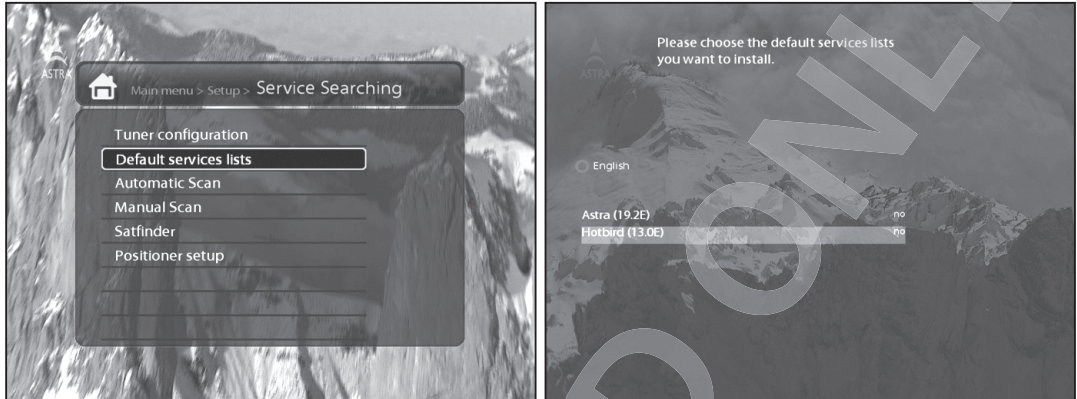 ASTRA
Main menu > Setup > Service Searching
Tuner configuration
Default services lists
Automatic Scan
Manual Scan
Satfinder
Positioner setup
ASTRA
Please choose the default services lists
you want to install.
English
Astra (19.2E) no
Hotbird (13.0E) no